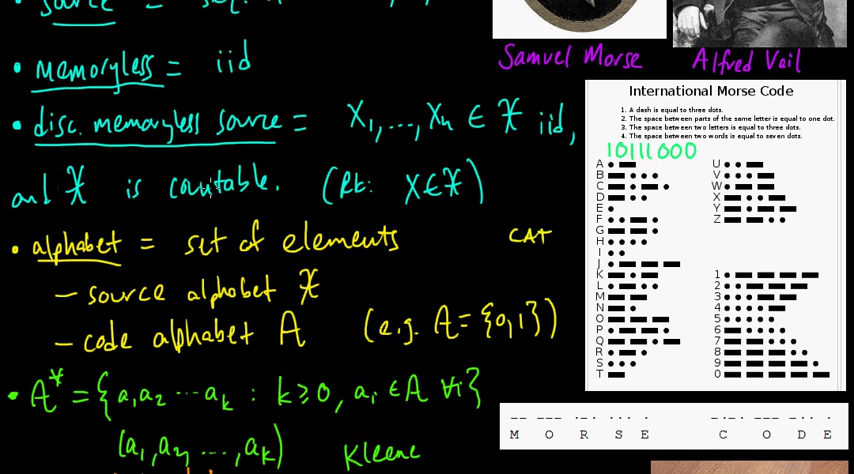 • source =
• memoryless = iid
• disc. memoryless source = X₁,...,Xₙ ∈ 𝒳 iid,
and 𝒳 is countable. (RK: X∈𝒳)
• alphabet = set of elements
– source alphabet 𝒳
– code alphabet A (e.g. A={0,1})
CAT
• A* = {a₁a₂ ⋯ aₖ : k≥0, aᵢ ∈A ∀i}
(a₁, a₂, ..., aₖ) Kleene
Samuel Morse Alfred Vail
International Morse Code
1. A dash is equal to three dots.
2. The space between parts of the same letter is equal to one dot.
3. The space between two letters is equal to three dots.
4. The space between two words is equal to seven dots.
10111000
A U
B V
C W
D X
E Y
F Z
G
H
I
J
K 1
L 2
M 3
N 4
O 5
P 6
Q 7
R 8
S 9
T 0
M O R S E C O D E